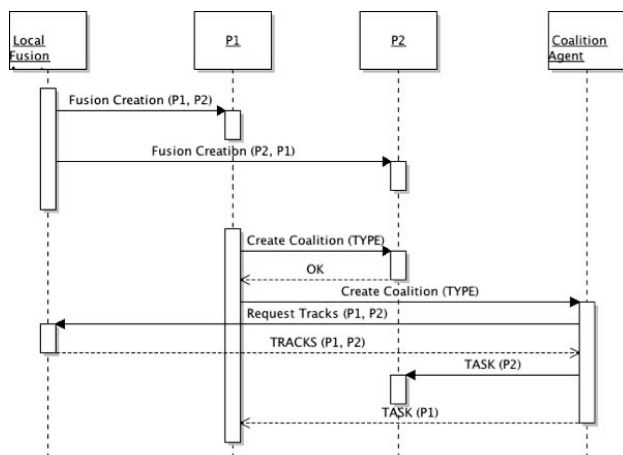 Local
Fusion
P1
P2
Coalition
Agent
Fusion Creation (P1, P2)
Fusion Creation (P2, P1)
Create Coalition (TYPE)
OK
Create Coalition (TYPE)
Request Tracks (P1, P2)
TRACKS (P1, P2)
TASK (P2)
TASK (P1)